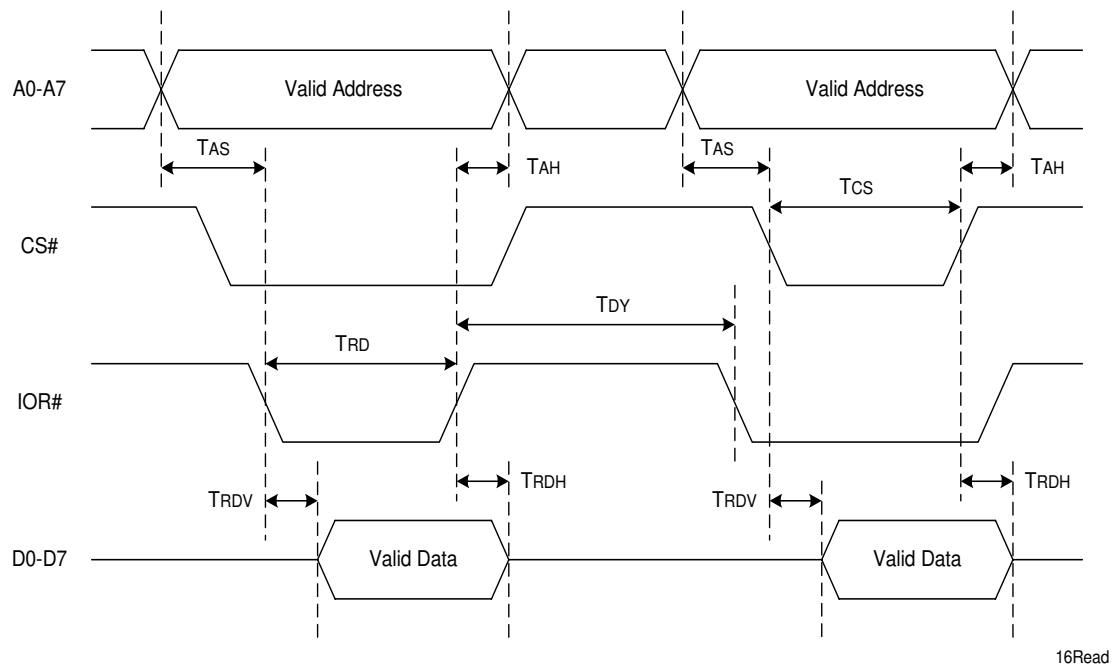 A0-A7
Valid Address
Valid Address
TAS
TAH
TAS
TAH
TCS
CS#
TDY
TRD
IOR#
TRDV
TRDH
TRDV
TRDH
D0-D7
Valid Data
Valid Data
16Read